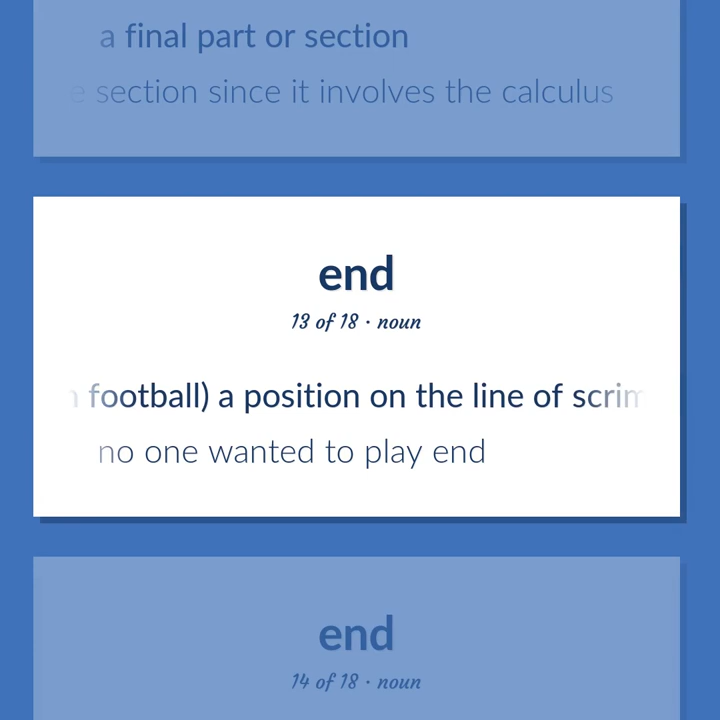 a final part or section
section since it involves the calculus
end
13 of 18 · noun
football) a position on the line of
no one wanted to play end
end
14 of 18 · noun